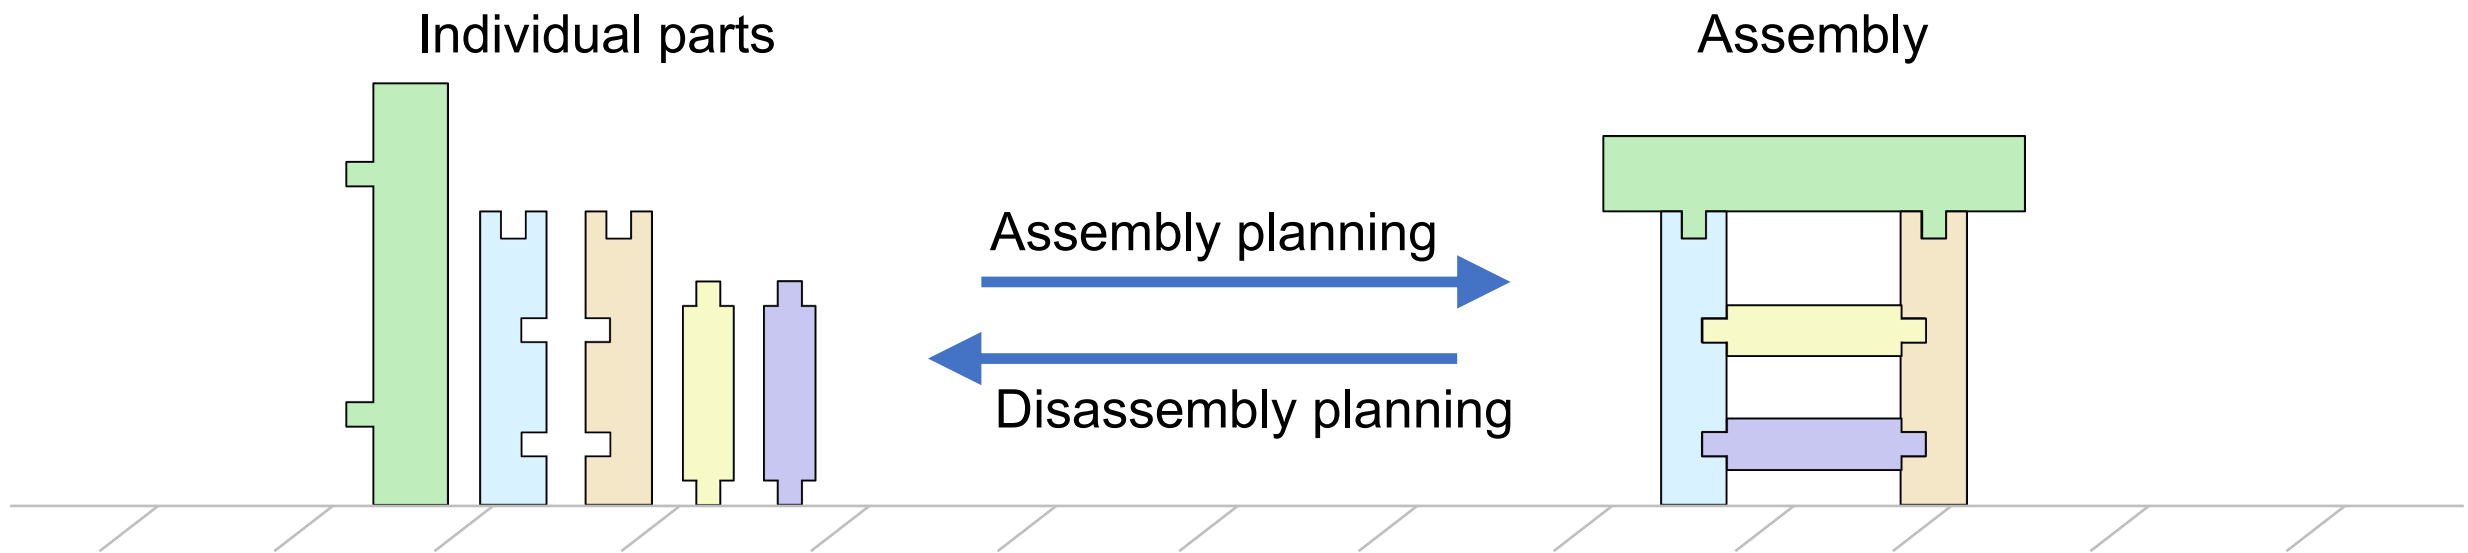 Individual parts
Assembly
Assembly planning
Disassembly planning